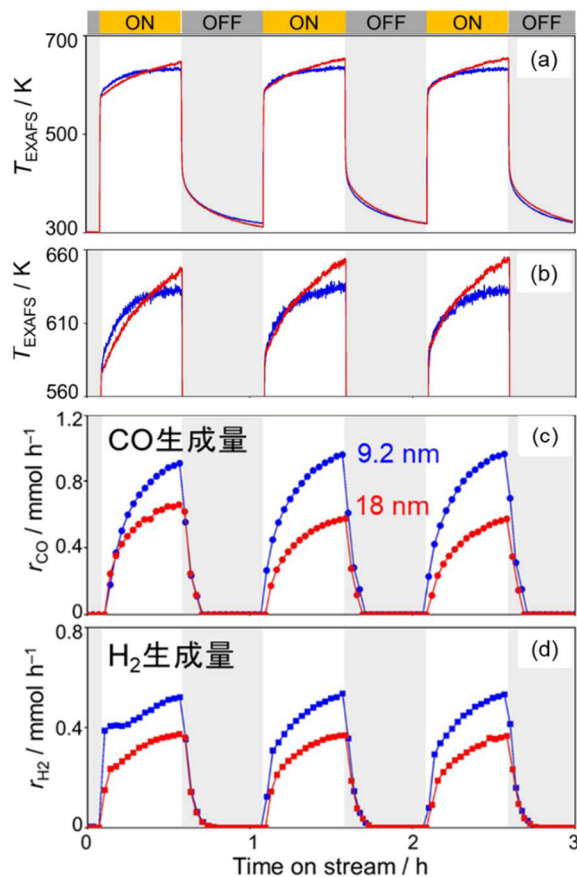 ON OFF ON OFF ON OFF
700
(a)
T_EXAFS / K
500
300
660
(b)
T_EXAFS / K
610
560
1.2
CO生成量
(c)
9.2 nm
r_CO / mmol h⁻¹
0.8
18 nm
0.4
0
0.8
H₂生成量
(d)
r_H2 / mmol h⁻¹
0.4
0
0 1 2 3
Time on stream / h